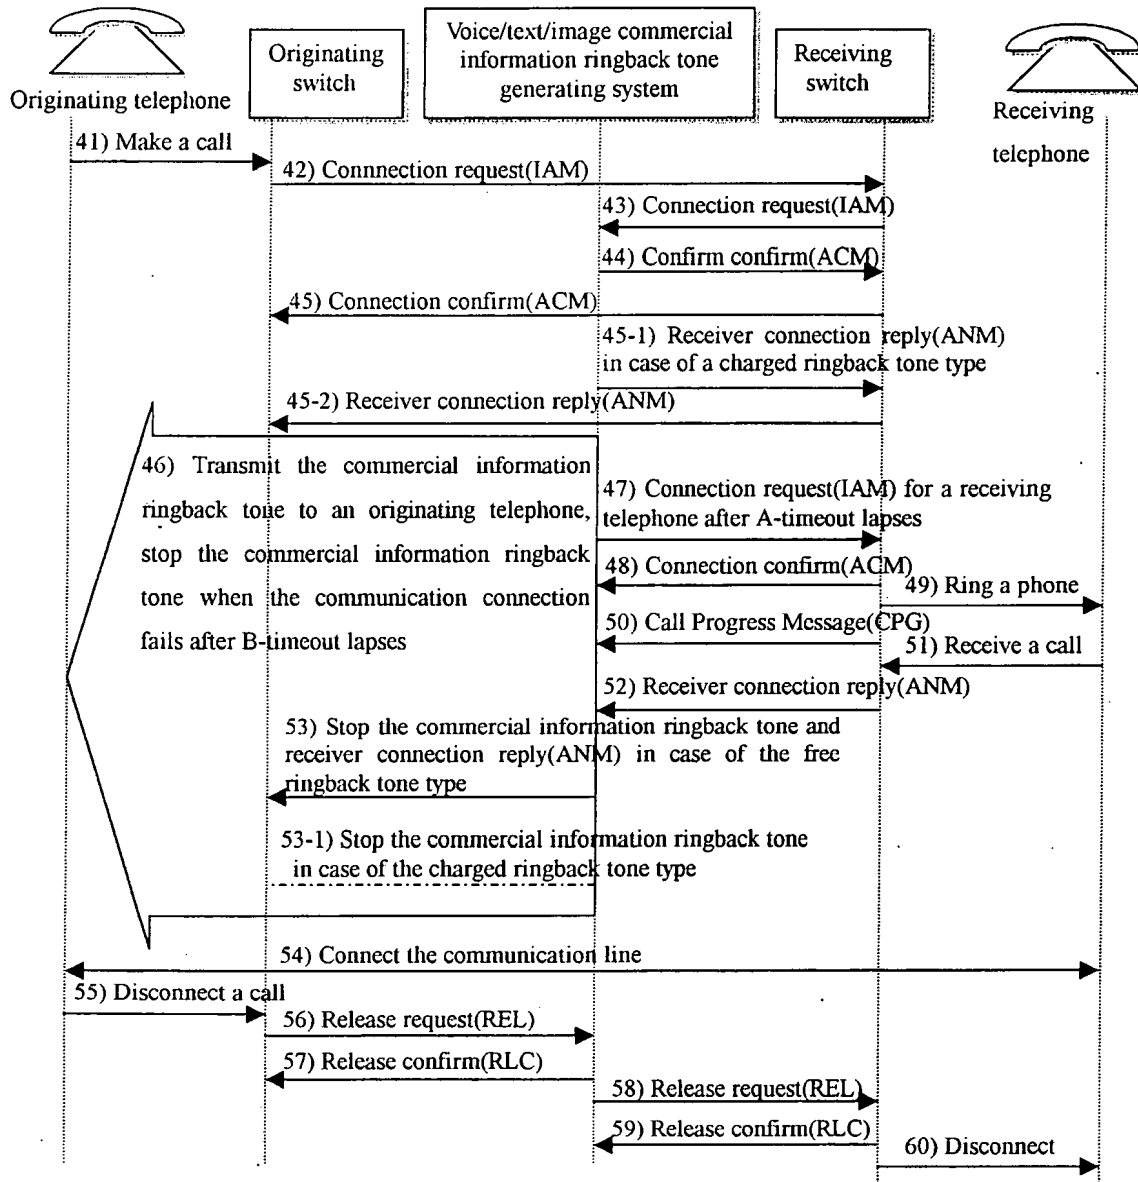 Originating telephone
Originating
switch
Voice/text/image commercial
information ringback tone
generating system
Receiving
switch
Receiving
telephone
41) Make a call
42) Connnection request(IAM)
43) Connection request(IAM)
44) Confirm confirm(ACM)
45) Connection confirm(ACM)
45-1) Receiver connection reply(ANM)
in case of a charged ringback tone type
45-2) Receiver connection reply(ANM)
46) Transmit the commercial information
ringback tone to an originating telephone,
stop the commercial information ringback
tone when the communication connection
fails after B-timeout lapses
47) Connection request(IAM) for a receiving
telephone after A-timeout lapses
48) Connection confirm(ACM)
49) Ring a phone
50) Call Progress Message(CPG)
51) Receive a call
52) Receiver connection reply(ANM)
53) Stop the commercial information ringback tone and
receiver connection reply(ANM) in case of the free
ringback tone type
53-1) Stop the commercial information ringback tone
in case of the charged ringback tone type
54) Connect the communication line
55) Disconnect a call
56) Release request(REL)
57) Release confirm(RLC)
58) Release request(REL)
59) Release confirm(RLC)
60) Disconnect